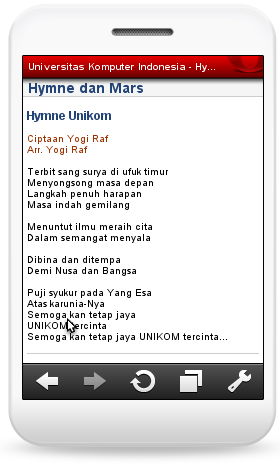 Universitas Komputer Indonesia - Hy...
Hymne dan Mars
Hymne Unikom
Ciptaan Yogi Raf
Arr. Yogi Raf
Terbit sang surya di ufuk timur
Menyongsong masa depan
Langkah penuh harapan
Masa indah gemilang
Menuntut ilmu meraih cita
Dalam semangat menyala
Dibina dan ditempa
Demi Nusa dan Bangsa
Puji syukur pada Yang Esa
Atas karunia-Nya
Semoga kan tetap jaya
UNIKOM tercinta
Semoga kan tetap jaya UNIKOM tercinta...